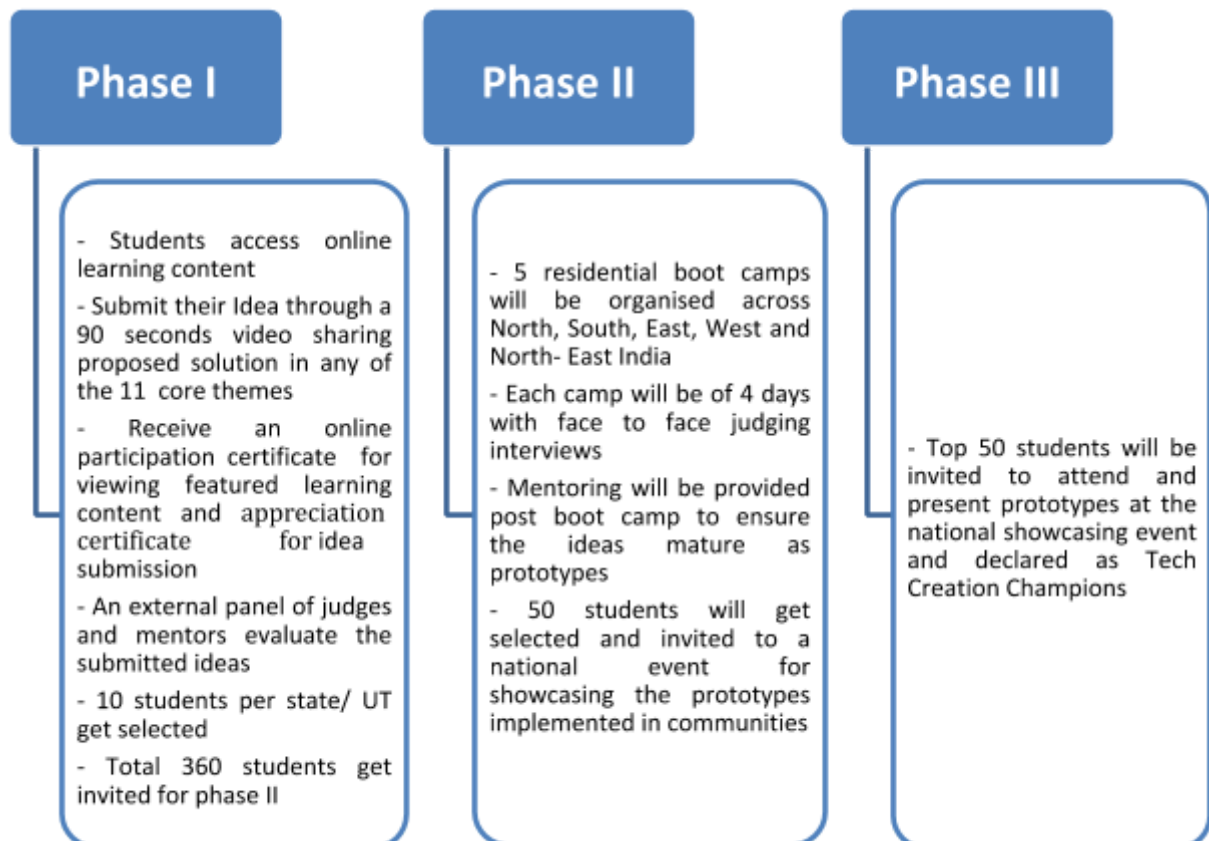 Phase I
- Students access online
learning content
- Submit their Idea through a
90 seconds video sharing
proposed solution in any of
the 11 core themes
- Receive an online
participation certificate for
viewing featured learning
content and appreciation
certificate for idea
submission
- An external panel of judges
and mentors evaluate the
submitted ideas
- 10 students per state/ UT
get selected
- Total 360 students get
invited for phase II
Phase II
- 5 residential boot camps
will be organised across
North, South, East, West and
North- East India
- Each camp will be of 4 days
with face to face judging
interviews
- Mentoring will be provided
post boot camp to ensure
the ideas mature as
prototypes
- 50 students will get
selected and invited to a
national event for
showcasing the prototypes
implemented in communities
Phase III
- Top 50 students will be
invited to attend and
present prototypes at the
national showcasing event
and declared as Tech
Creation Champions